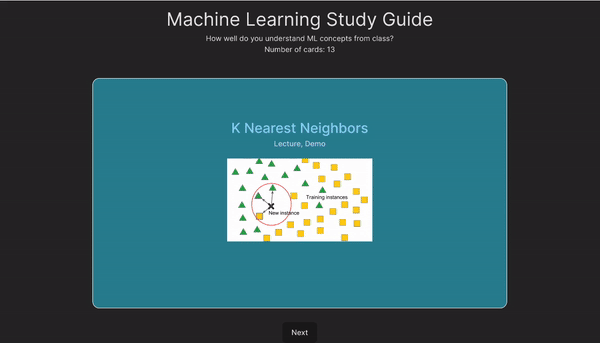 Machine Learning Study Guide
How well do you understand ML concepts from class?
Number of cards: 13
K Nearest Neighbors
Lecture, Demo
Training instances
New instance
Next